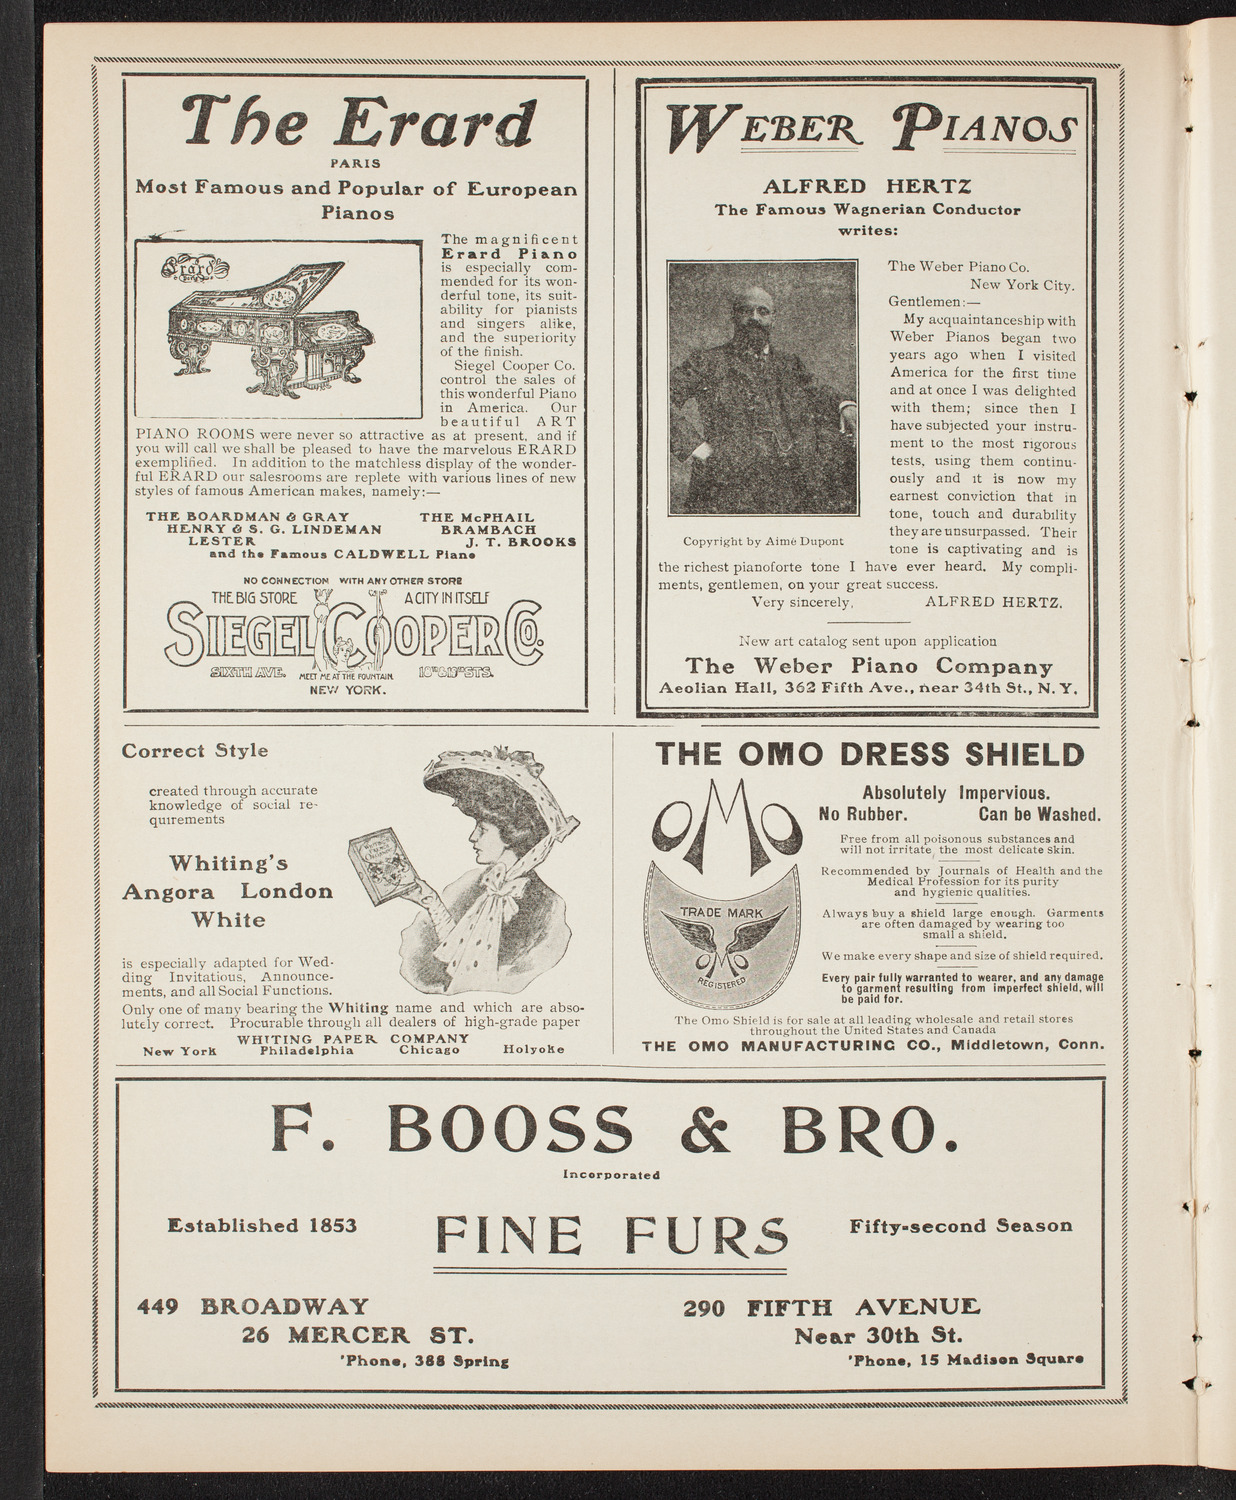 The Erard
PARIS
Most Famous and Popular of European
Pianos
Erard
The magnificent
Erard Piano
is especially com-
mended for its won-
derful tone, its suit-
ability for pianists
and singers alike,
and the superiority
of the finish.
Siegel Cooper Co.
control the sales of
this wonderful Piano
in America. Our
beautiful ART
PIANO ROOMS were never so attractive as at present, and if
you will call we shall be pleased to have the marvelous ERARD
exemplified. In addition to the matchless display of the wonder-
ful ERARD our salesrooms are replete with various lines of new
styles of famous American makes, namely:—
THE BOARDMAN & GRAY THE McPHAIL
HENRY & S. G. LINDEMAN BRAMBACH
LESTER J. T. BROOKS
and the Famous CALDWELL Piano
NO CONNECTION WITH ANY OTHER STORE
THE BIG STORE A CITY IN ITSELF
SIEGEL COOPER CO.
SIXTH AVE. MEET ME AT THE FOUNTAIN 18TH & 19TH STS.
NEW YORK.
WEBER PIANOS
ALFRED HERTZ
The Famous Wagnerian Conductor
writes:
The Weber Piano Co.
New York City.
Gentlemen:—
My acquaintanceship with
Weber Pianos began two
years ago when I visited
America for the first time
and at once I was delighted
with them; since then I
have subjected your instru-
ment to the most rigorous
tests, using them continu-
ously and it is now my
earnest conviction that in
tone, touch and durability
they are unsurpassed. Their
tone is captivating and is
Copyright by Aimé Dupont
the richest pianoforte tone I have ever heard. My compli-
ments, gentlemen, on your great success.
Very sincerely, ALFRED HERTZ.
New art catalog sent upon application
The Weber Piano Company
Aeolian Hall, 362 Fifth Ave., near 34th St., N. Y.
Correct Style
created through accurate
knowledge of social re-
quirements
Whiting's
Angora London
White
is especially adapted for Wed-
ding Invitations, Announce-
ments, and all Social Functions.
Only one of many bearing the Whiting name and which are abso-
lutely correct. Procurable through all dealers of high-grade paper
WHITING PAPER COMPANY
New York Philadelphia Chicago Holyoke
THE OMO DRESS SHIELD
OMO
TRADE MARK
OMO
REGISTERED
Absolutely Impervious.
No Rubber. Can be Washed.
Free from all poisonous substances and
will not irritate the most delicate skin.
Recommended by Journals of Health and the
Medical Profession for its purity
and hygienic qualities.
Always buy a shield large enough. Garments
are often damaged by wearing too
small a shield.
We make every shape and size of shield required.
Every pair fully warranted to wearer, and any damage
to garment resulting from imperfect shield, will
be paid for.
The Omo Shield is for sale at all leading wholesale and retail stores
throughout the United States and Canada
THE OMO MANUFACTURING CO., Middletown, Conn.
F. BOOSS & BRO.
Incorporated
Established 1853 FINE FURS Fifty-second Season
449 BROADWAY
26 MERCER ST.
'Phone, 388 Spring
290 FIFTH AVENUE
Near 30th St.
'Phone, 15 Madison Square